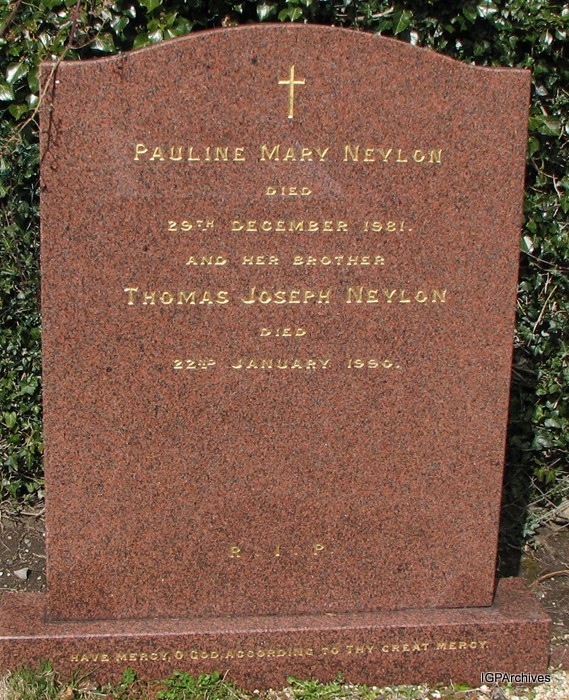 Pauline Mary Neylon
DIED
29TH DECEMBER 1981.
AND HER BROTHER
Thomas Joseph Neylon
DIED
22ND JANUARY 1990.
R. I. P.
HAVE MERCY, O GOD, ACCORDING TO THY GREAT MERCY.
IGPArchives